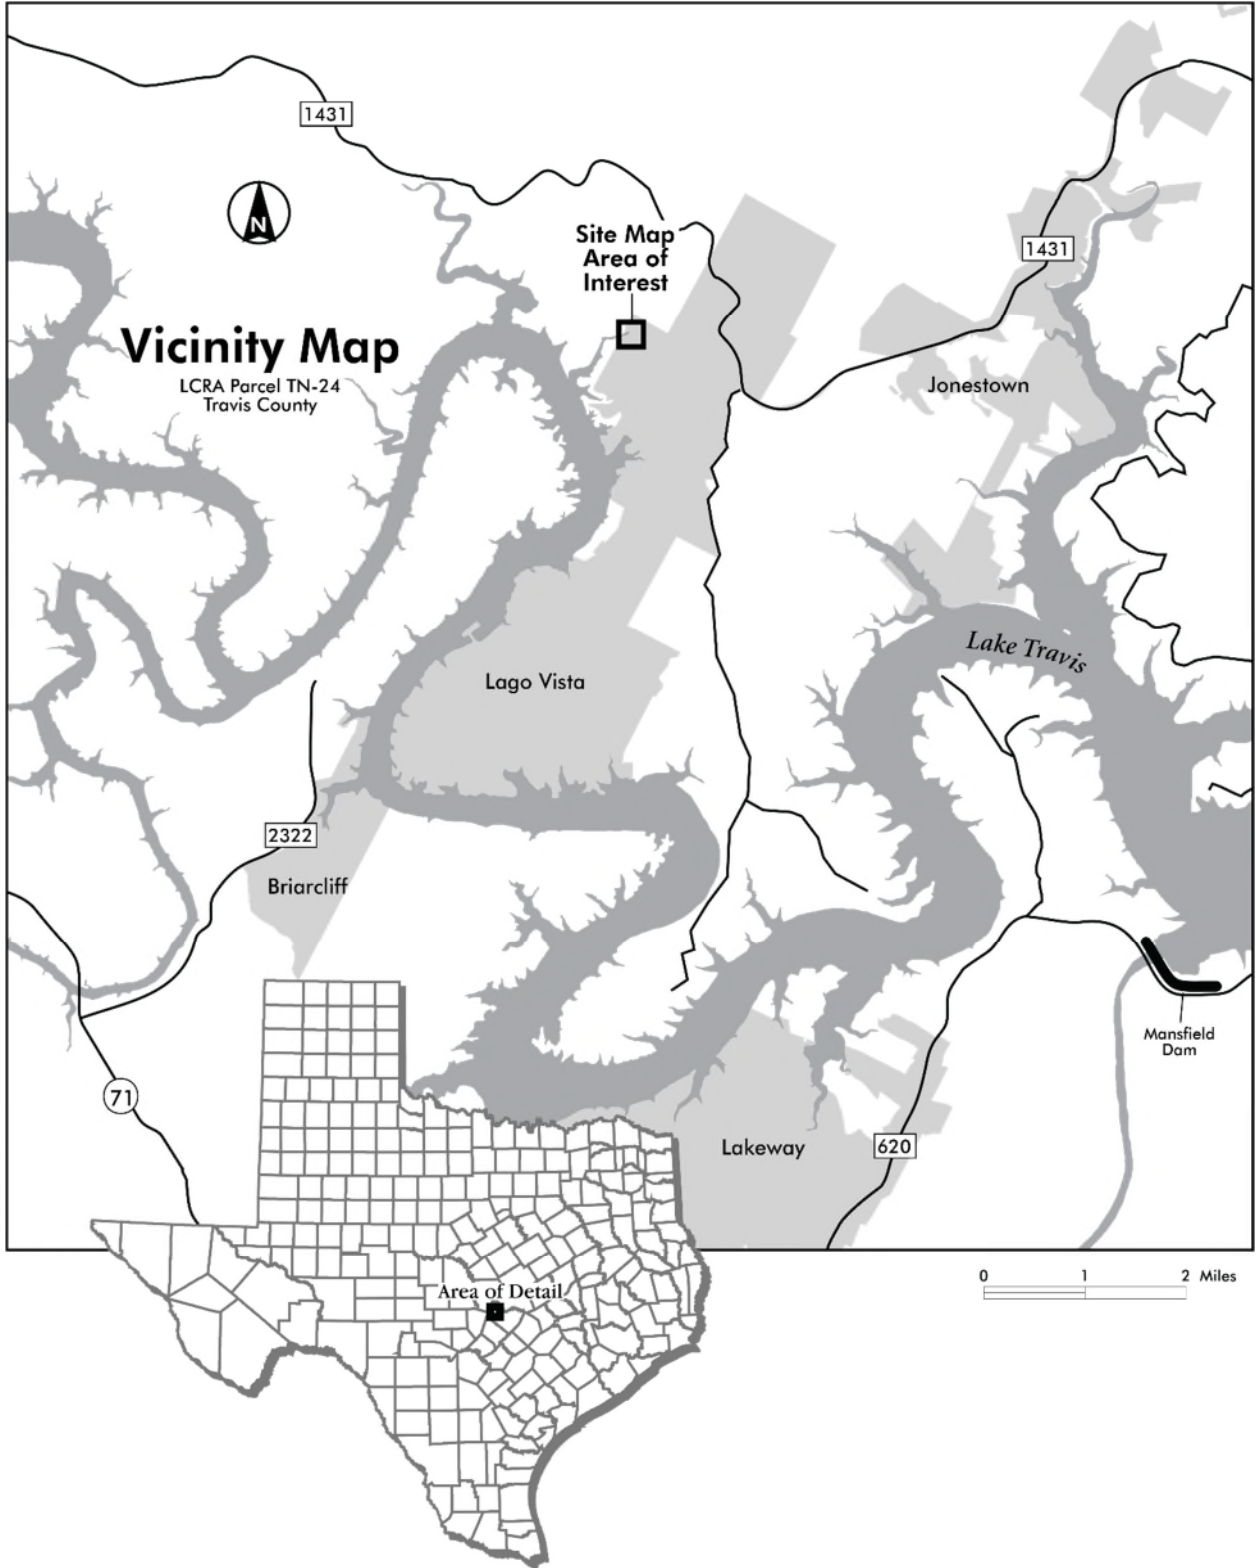 1431
N
Site Map
Area of
Interest
1431
Vicinity Map
LCRA Parcel TN-24
Travis County
Jonestown
Lake Travis
Lago Vista
2322
Briarcliff
Mansfield
Dam
71
Lakeway
620
Area of Detail
0 1 2 Miles